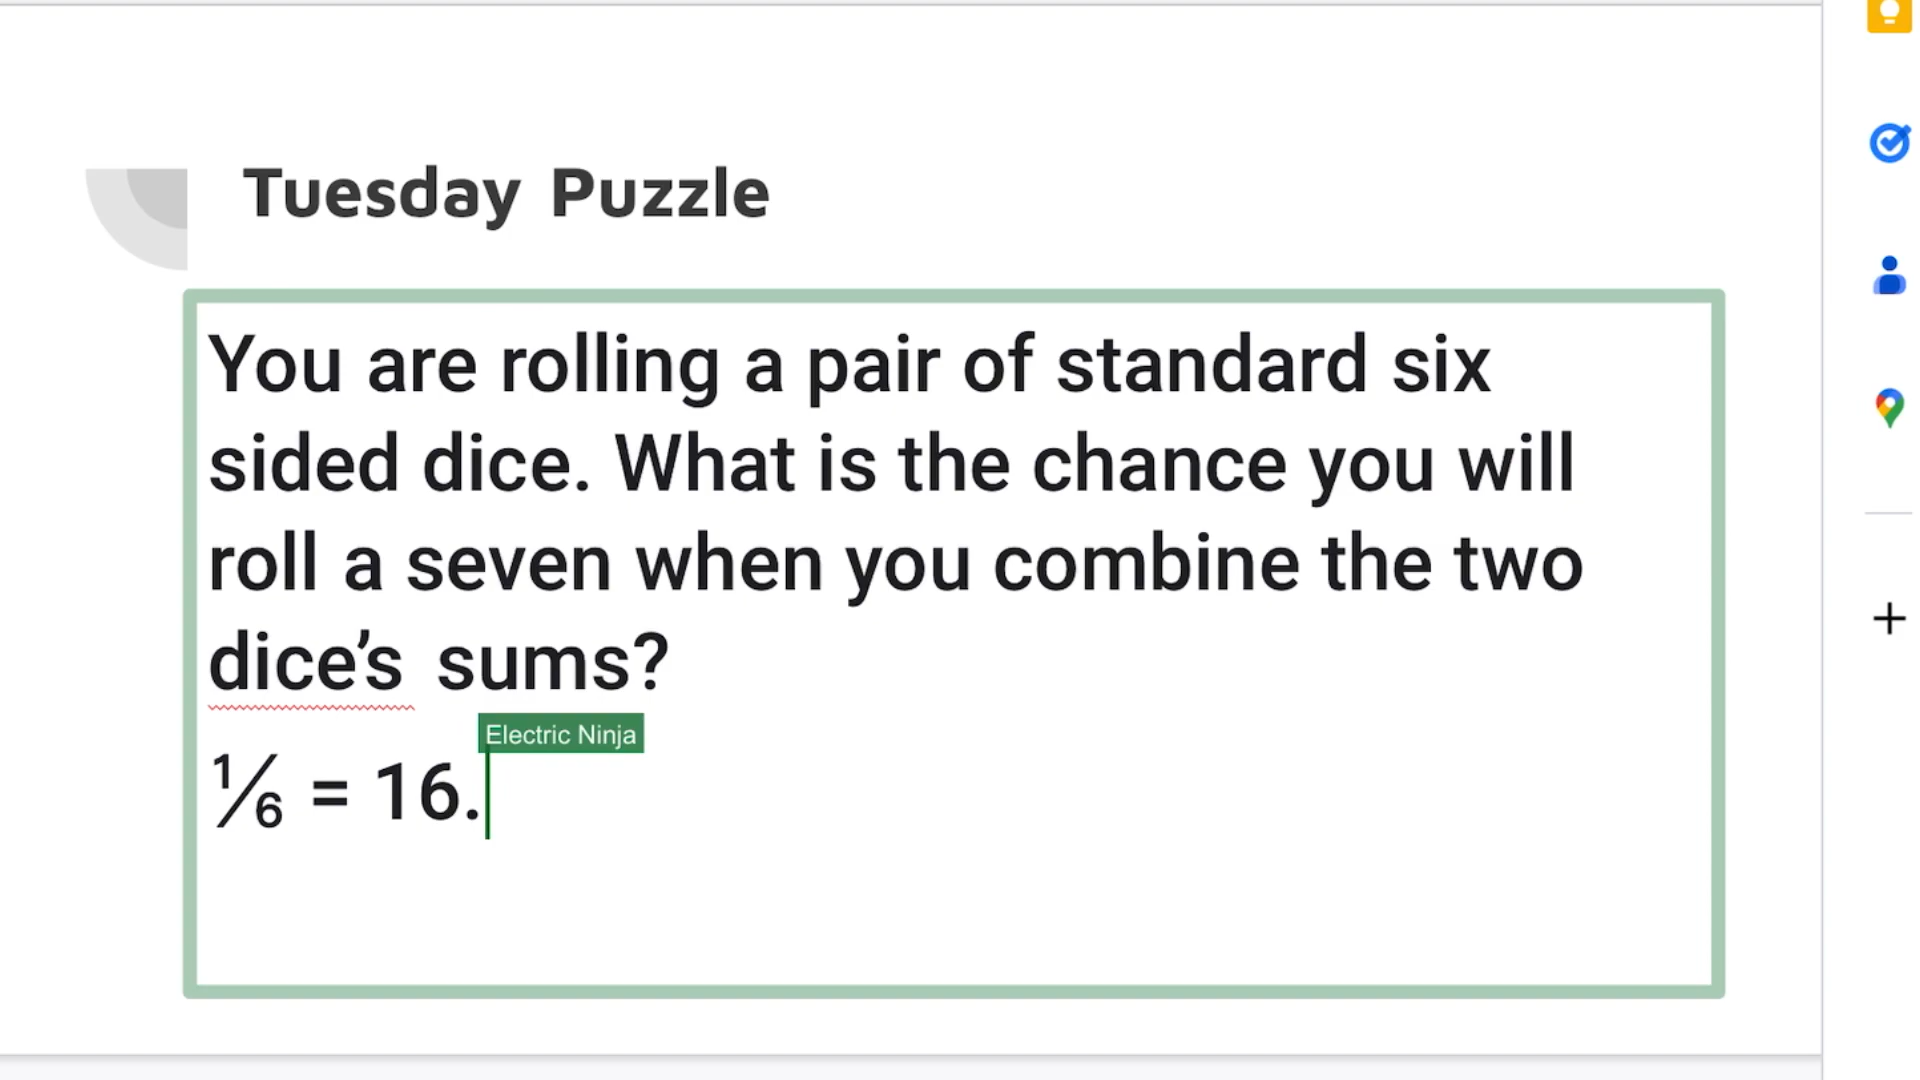 Tuesday Puzzle
You are rolling a pair of standard six
sided dice. What is the chance you will
roll a seven when you combine the two
dice’s sums?
Electric Ninja
⅙ = 16.